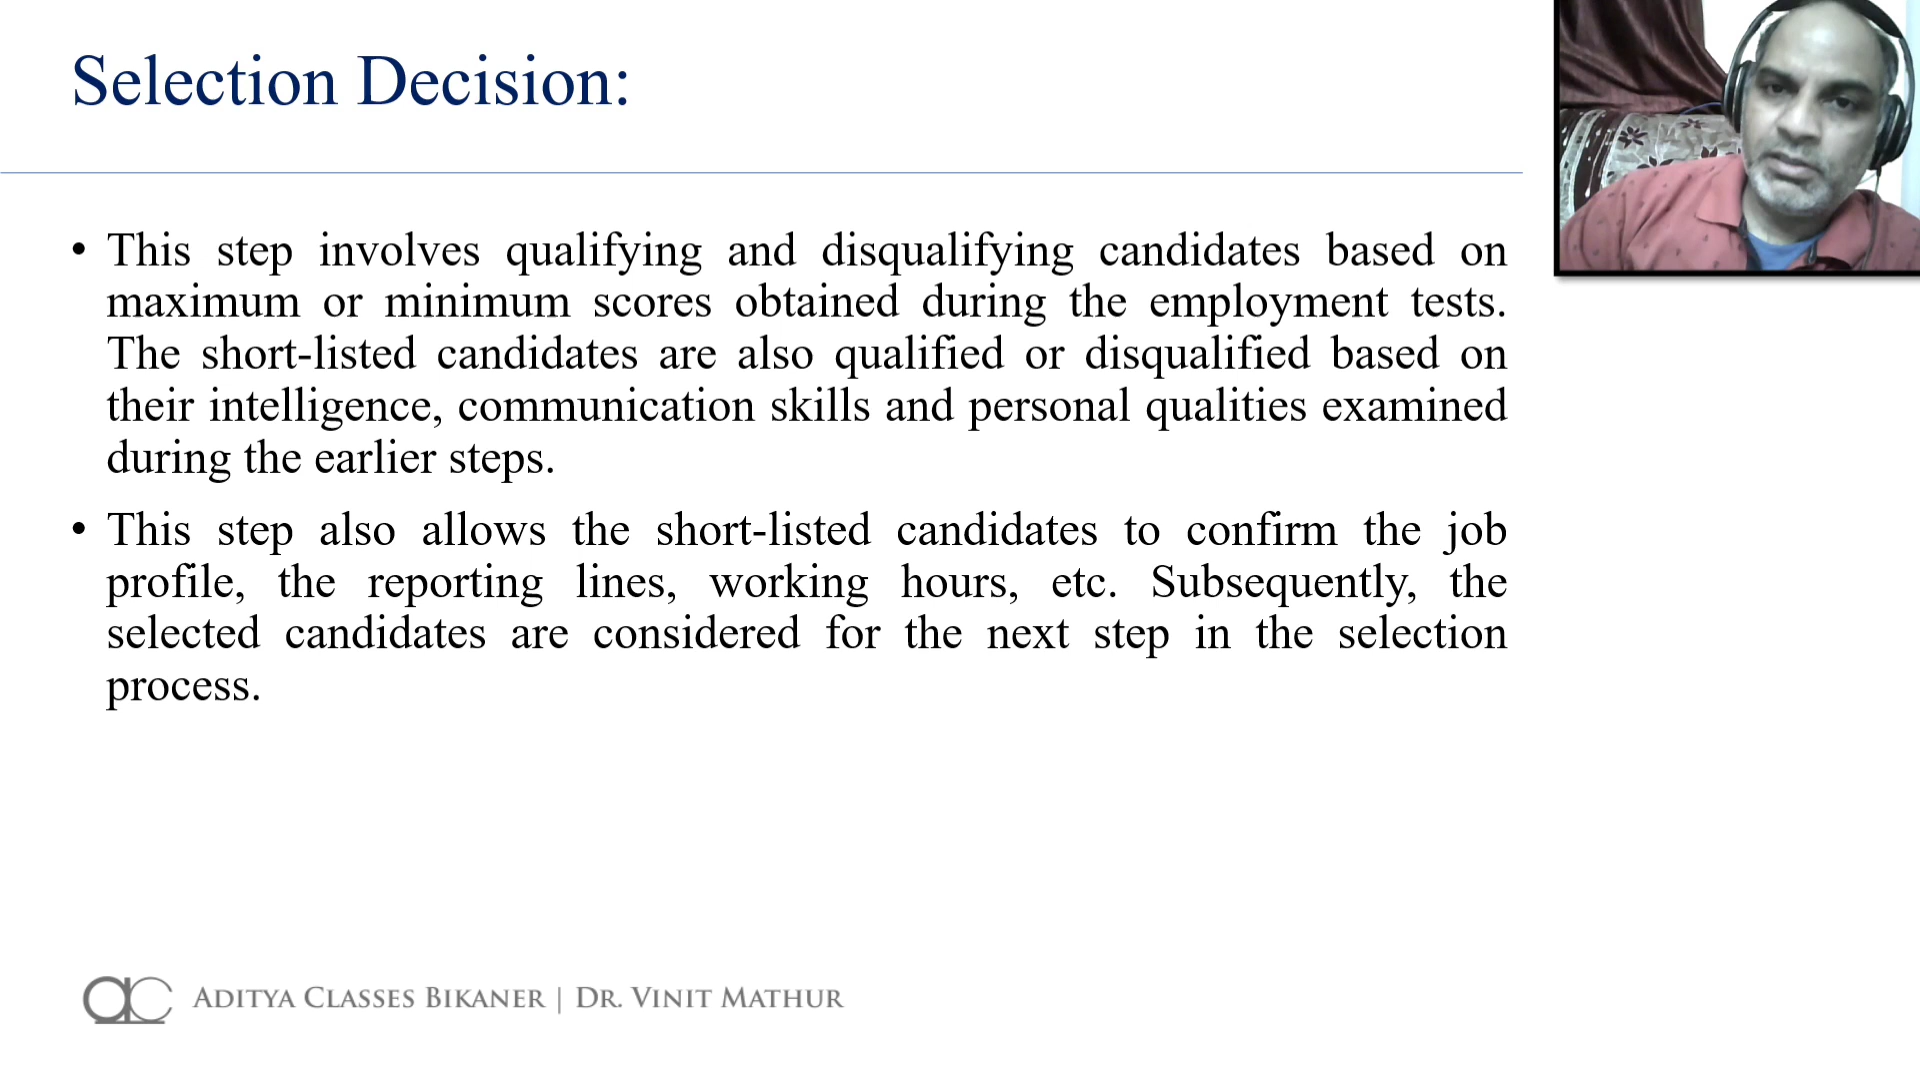 Selection Decision:
• This step involves qualifying and disqualifying candidates based on
maximum or minimum scores obtained during the employment tests.
The short-listed candidates are also qualified or disqualified based on
their intelligence, communication skills and personal qualities examined
during the earlier steps.
• This step also allows the short-listed candidates to confirm the job
profile, the reporting lines, working hours, etc. Subsequently, the
selected candidates are considered for the next step in the selection
process.
ac ADITYA CLASSES BIKANER | DR. VINIT MATHUR